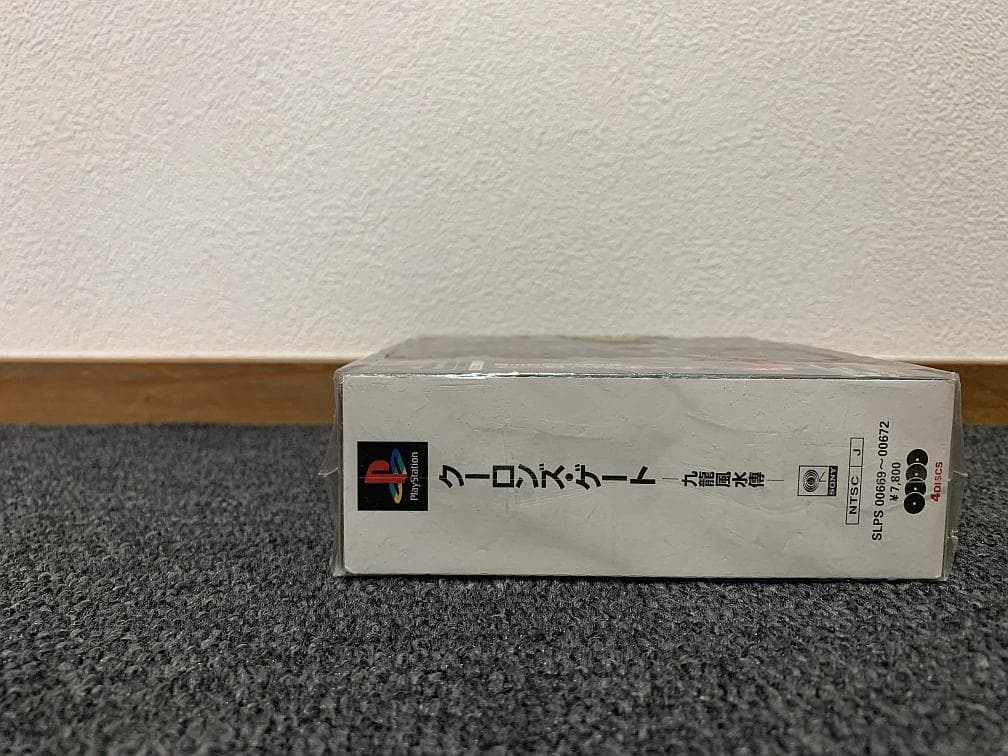 PlayStation
クーロンズ・ゲート
九龍風水傳
SONY
NTSC J
SLPS 00669～00672
¥7,800
4DISCS